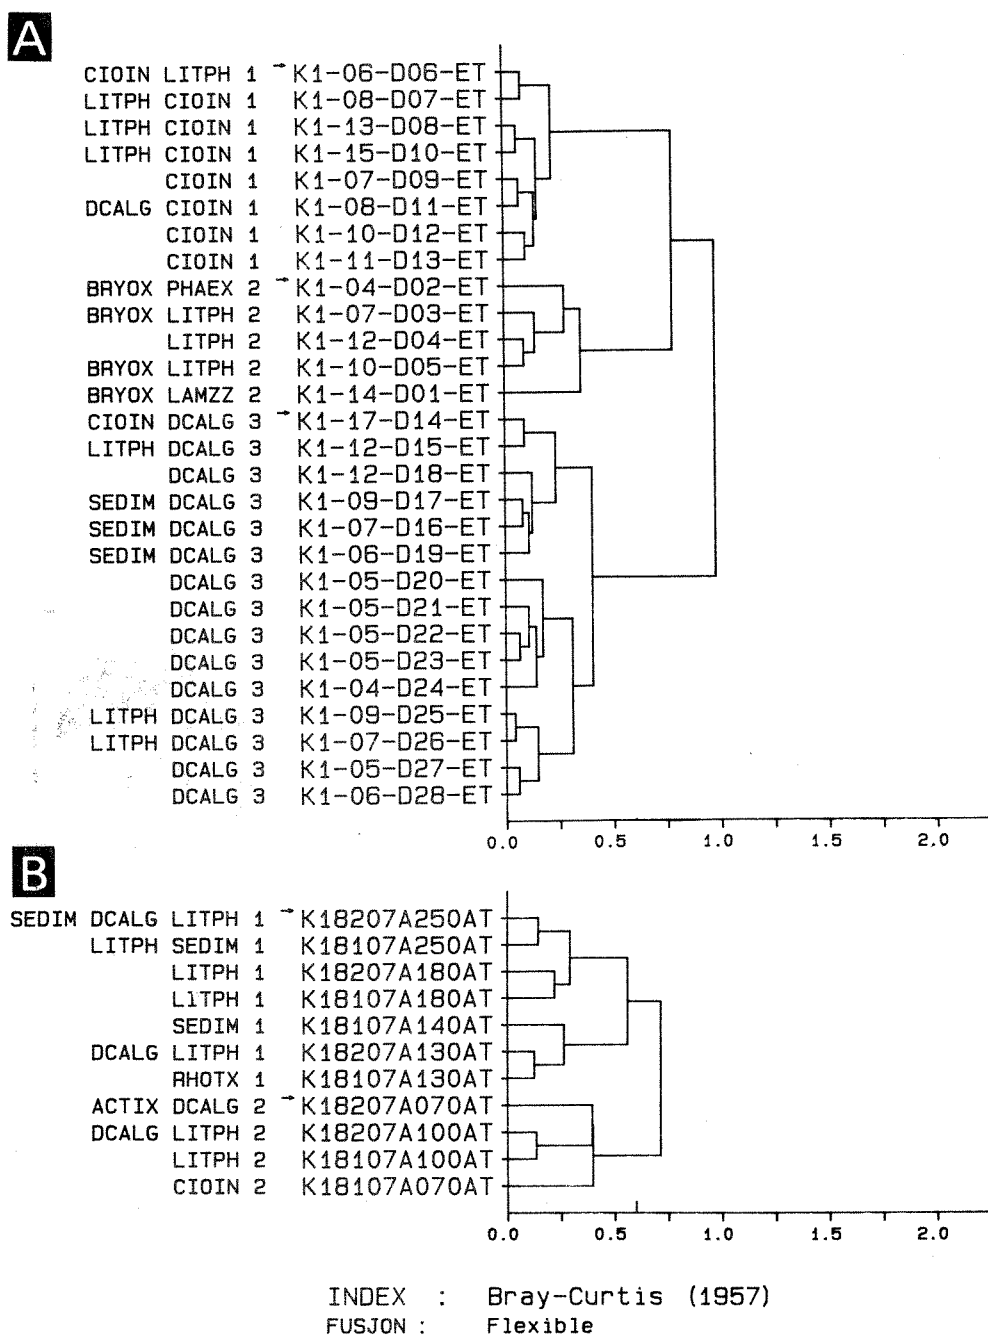 A
CIOIN LITPH 1 → K1-06-D06-ET
LITPH CIOIN 1 K1-08-D07-ET
LITPH CIOIN 1 K1-13-D08-ET
LITPH CIOIN 1 K1-15-D10-ET
CIOIN 1 K1-07-D09-ET
DCALG CIOIN 1 K1-08-D11-ET
CIOIN 1 K1-10-D12-ET
CIOIN 1 K1-11-D13-ET
BRYOX PHAEX 2 → K1-04-D02-ET
BRYOX LITPH 2 K1-07-D03-ET
LITPH 2 K1-12-D04-ET
BRYOX LITPH 2 K1-10-D05-ET
BRYOX LAMZZ 2 K1-14-D01-ET
CIOIN DCALG 3 → K1-17-D14-ET
LITPH DCALG 3 K1-12-D15-ET
DCALG 3 K1-12-D18-ET
SEDIM DCALG 3 K1-09-D17-ET
SEDIM DCALG 3 K1-07-D16-ET
SEDIM DCALG 3 K1-06-D19-ET
DCALG 3 K1-05-D20-ET
DCALG 3 K1-05-D21-ET
DCALG 3 K1-05-D22-ET
DCALG 3 K1-05-D23-ET
DCALG 3 K1-04-D24-ET
LITPH DCALG 3 K1-09-D25-ET
LITPH DCALG 3 K1-07-D26-ET
DCALG 3 K1-05-D27-ET
DCALG 3 K1-06-D28-ET
0.0 0.5 1.0 1.5 2.0
B
SEDIM DCALG LITPH 1 → K18207A250AT
LITPH SEDIM 1 K18107A250AT
LITPH 1 K18207A180AT
LITPH 1 K18107A180AT
SEDIM 1 K18107A140AT
DCALG LITPH 1 K18207A130AT
RHOTX 1 K18107A130AT
ACTIX DCALG 2 → K18207A070AT
DCALG LITPH 2 K18207A100AT
LITPH 2 K18107A100AT
CIOIN 2 K18107A070AT
0.0 0.5 1.0 1.5 2.0
INDEX : Bray-Curtis (1957)
FUSJON : Flexible